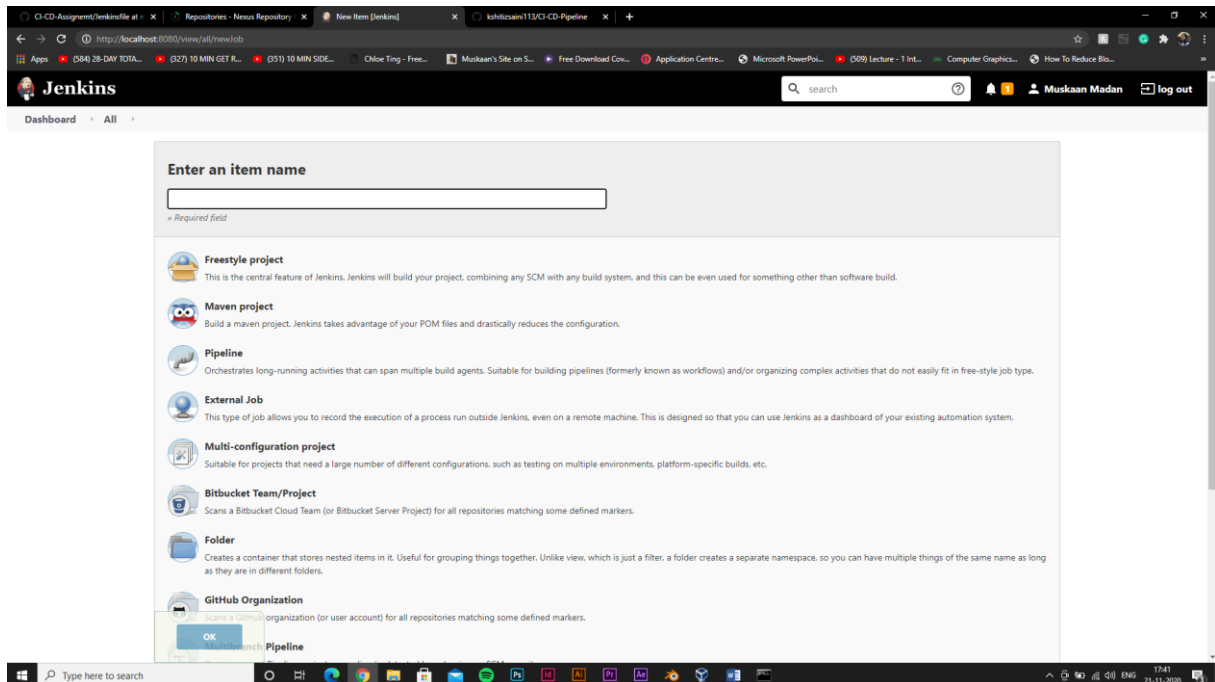 CI-CD-Assignemt/Jenkinsfile at
Repositories - Nexus Repository
New Item [Jenkins]
kshitizsaini113/CI-CD-Pipeline
http://localhost:8080/view/all/newJob
Apps
(584) 28-DAY TOTA...
(327) 10 MIN GET R...
(351) 10 MIN SIDE...
Chloe Ting - Free...
Muskaan's Site on S...
Free Download Cov...
Application Centre...
Microsoft PowerPoi...
(509) Lecture - 1 Int...
Computer Graphics...
How To Reduce Blo...
Jenkins
search
1
Muskaan Madan
log out
Dashboard
All
Enter an item name
» Required field
Freestyle project
This is the central feature of Jenkins. Jenkins will build your project, combining any SCM with any build system, and this can be even used for something other than software build.
Maven project
Build a maven project. Jenkins takes advantage of your POM files and drastically reduces the configuration.
Pipeline
Orchestrates long-running activities that can span multiple build agents. Suitable for building pipelines (formerly known as workflows) and/or organizing complex activities that do not easily fit in free-style job type.
External Job
This type of job allows you to record the execution of a process run outside Jenkins, even on a remote machine. This is designed so that you can use Jenkins as a dashboard of your existing automation system.
Multi-configuration project
Suitable for projects that need a large number of different configurations, such as testing on multiple environments, platform-specific builds, etc.
Bitbucket Team/Project
Scans a Bitbucket Cloud Team (or Bitbucket Server Project) for all repositories matching some defined markers.
Folder
Creates a container that stores nested items in it. Useful for grouping things together. Unlike view, which is just a filter, a folder creates a separate namespace, so you can have multiple things of the same name as long
as they are in different folders.
GitHub Organization
Scans a GitHub organization (or user account) for all repositories matching some defined markers.
OK
Multibranch Pipeline
Type here to search
Ps
Id
Ai
Pr
Ae
ENG
17:41
21-11-2020